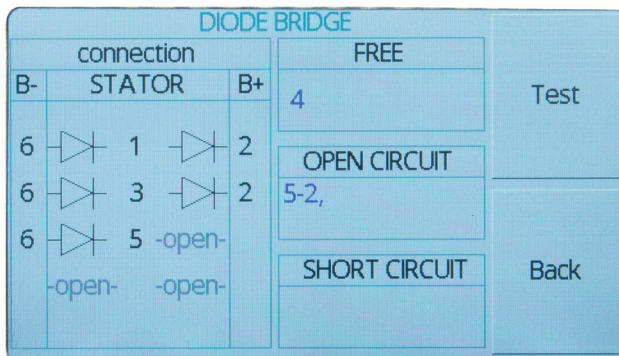 DIODE BRIDGE
connection
B- STATOR B+
6 1 2
6 3 2
6 5 -open-
-open- -open-
FREE
4
OPEN CIRCUIT
5-2,
SHORT CIRCUIT
Test
Back